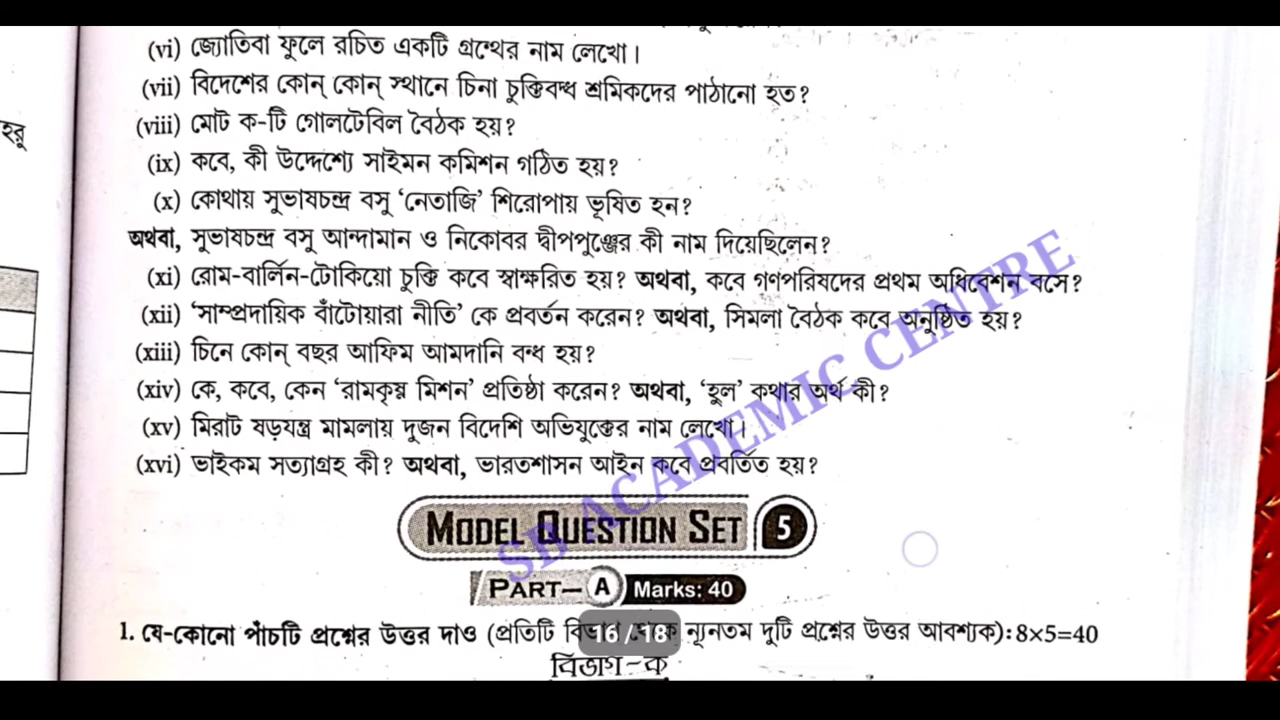 (vi) জ্যোতিবা ফুলে রচিত একটি গ্রন্থের নাম লেখো।
(vii) বিদেশের কোন্ কোন্ স্থানে চিনা চুক্তিবদ্ধ শ্রমিকদের পাঠানো হত?
(viii) মোট ক-টি গোলটেবিল বৈঠক হয়?
হরু
(ix) কবে, কী উদ্দেশ্যে সাইমন কমিশন গঠিত হয়?
(x) কোথায় সুভাষচন্দ্র বসু ‘নেতাজি’ শিরোপায় ভূষিত হন?
অথবা, সুভাষচন্দ্র বসু আন্দামান ও নিকোবর দ্বীপপুঞ্জের কী নাম দিয়েছিলেন?
(xi) রোম-বার্লিন-টোকিয়ো চুক্তি কবে স্বাক্ষরিত হয়? অথবা, কবে গণপরিষদের প্রথম অধিবেশন বসে?
(xii) ‘সাম্প্রদায়িক বাঁটোয়ারা নীতি’ কে প্রবর্তন করেন? অথবা, সিমলা বৈঠক কবে অনুষ্ঠিত হয়?
(xiii) চিনে কোন্ বছর আফিম আমদানি বন্ধ হয়?
(xiv) কে, কবে, কেন ‘রামকৃষ্ণ মিশন’ প্রতিষ্ঠা করেন? অথবা, ‘হুল’ কথার অর্থ কী?
(xv) মিরাট ষড়যন্ত্র মামলায় দুজন বিদেশি অভিযুক্তের নাম লেখো।
(xvi) ভাইকম সত্যাগ্রহ কী? অথবা, ভারতশাসন আইন কবে প্রবর্তিত হয়?
SB ACADEMIC CENTRE
MODEL QUESTION SET 5
PART–A Marks: 40
1. যে-কোনো পাঁচটি প্রশ্নের উত্তর দাও (প্রতিটি বিভাগ থেকে ন্যূনতম দুটি প্রশ্নের উত্তর আবশ্যক): 8×5=40
16 / 18
বিভাগ-ক